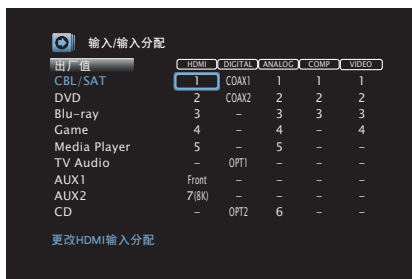 输入/输入分配
出厂值 HDMI DIGITAL ANALOG COMP VIDEO
CBL/SAT 1 COAX1 1 1 1
DVD 2 COAX2 2 2 2
Blu-ray 3 – 3 3 3
Game 4 – 4 – 4
Media Player 5 – 5 – –
TV Audio – OPT1 – – –
AUX1 Front – – – –
AUX2 7(8K) – – – –
CD – OPT2 6 – –
更改HDMI输入分配